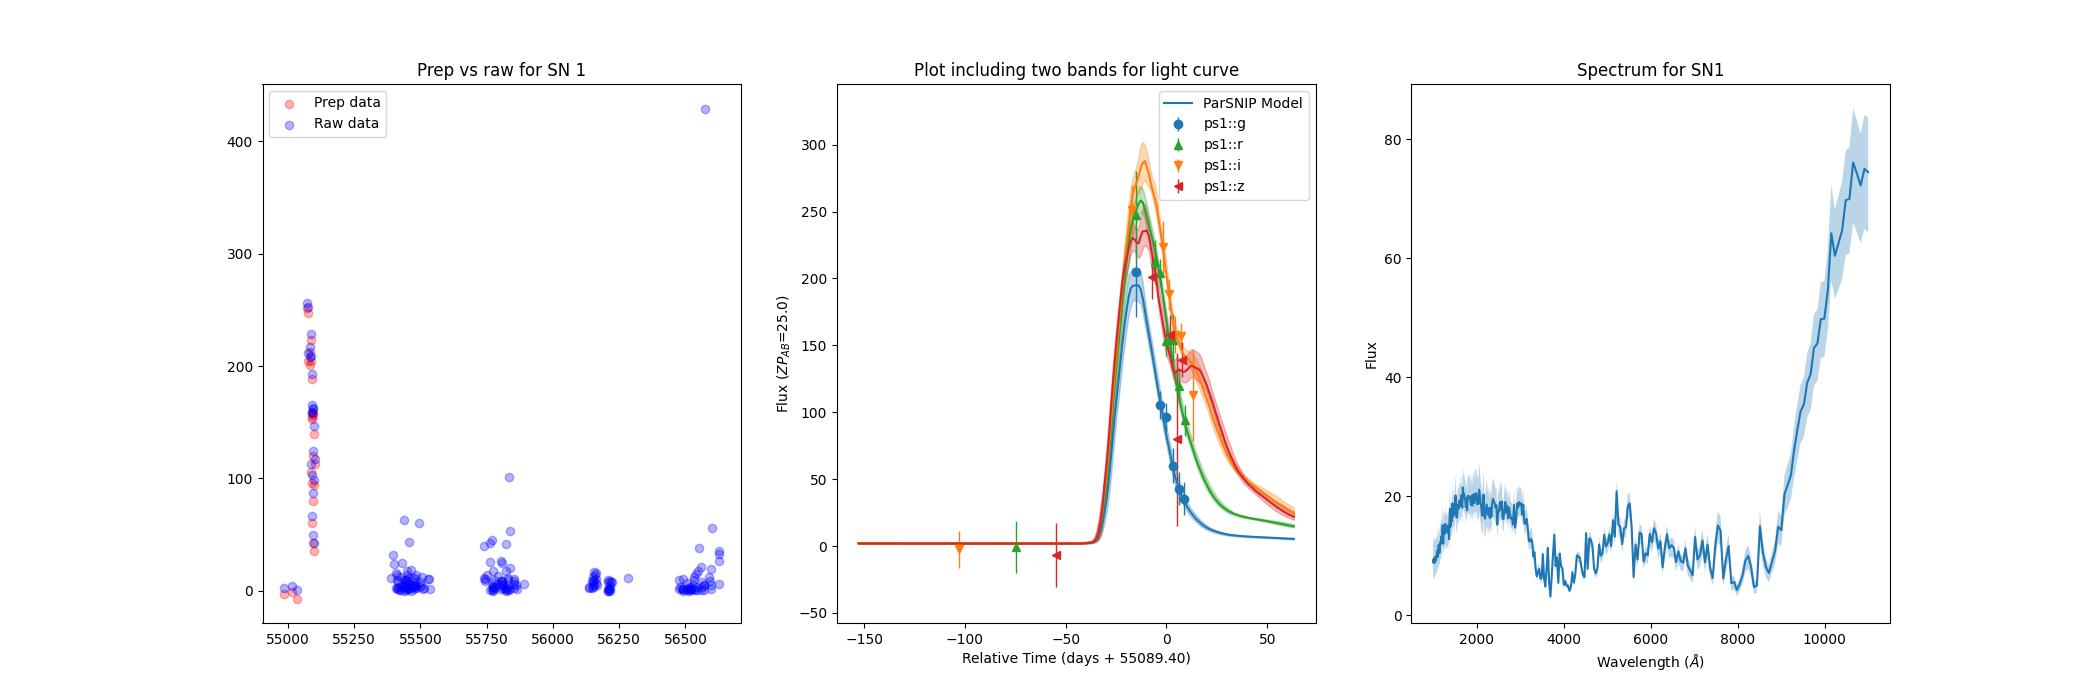 Prep vs raw for SN 1
Prep data
Raw data
400
300
200
100
0
55000 55250 55500 55750 56000 56250 56500
Plot including two bands for light curve
ParSNIP Model
ps1::g
ps1::r
ps1::i
ps1::z
Flux (ZP_AB=25.0)
300
250
200
150
100
50
0
−50
−150 −100 −50 0 50
Relative Time (days + 55089.40)
Spectrum for SN1
Flux
80
60
40
20
0
2000 4000 6000 8000 10000
Wavelength (Å)